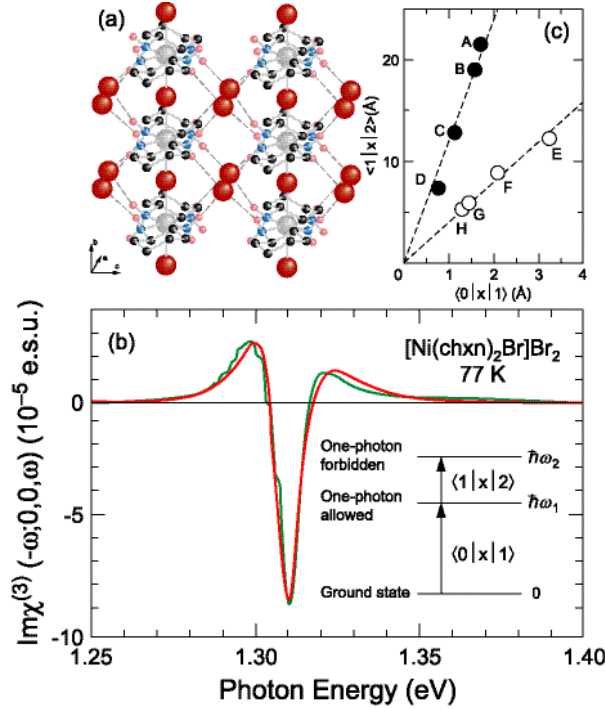 (a)
b
a
c
(c)
20
10
0
<1|x|2>(Å)
A
B
C
D
E
F
G
H
0 1 2 3 4
⟨0|x|1⟩ (Å)
(b)
[Ni(chxn)₂Br]Br₂
77 K
Imχ⁽³⁾ (-ω;0,0,ω) (10⁻⁵ e.s.u.)
0
-5
-10
One-photon
forbidden
ħω₂
⟨1|x|2⟩
One-photon
allowed
ħω₁
⟨0|x|1⟩
Ground state
0
1.25 1.30 1.35 1.40
Photon Energy (eV)